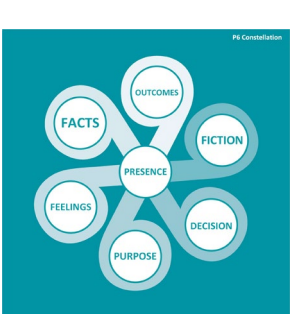 P6 Constellation
OUTCOMES
FACTS
FICTION
PRESENCE
FEELINGS
DECISION
PURPOSE